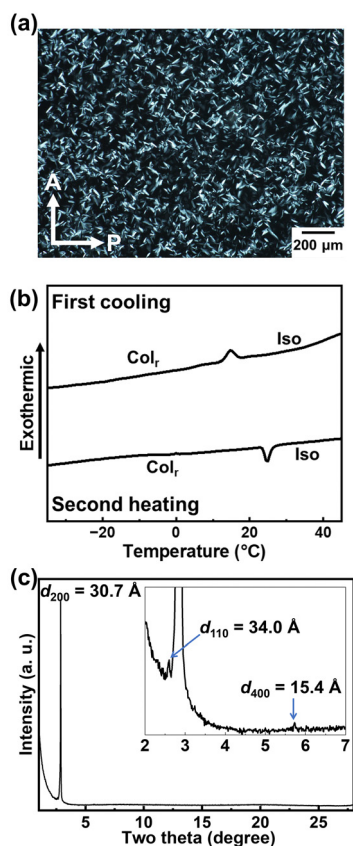 (a)
A
P
200 μm
(b)
First cooling
Iso
Colr
Exothermic
Colr
Iso
Second heating
−20 0 20 40
Temperature (°C)
(c)
d200 = 30.7 Å
d110 = 34.0 Å
d400 = 15.4 Å
2 3 4 5 6 7
Intensity (a. u.)
5 10 15 20 25
Two theta (degree)